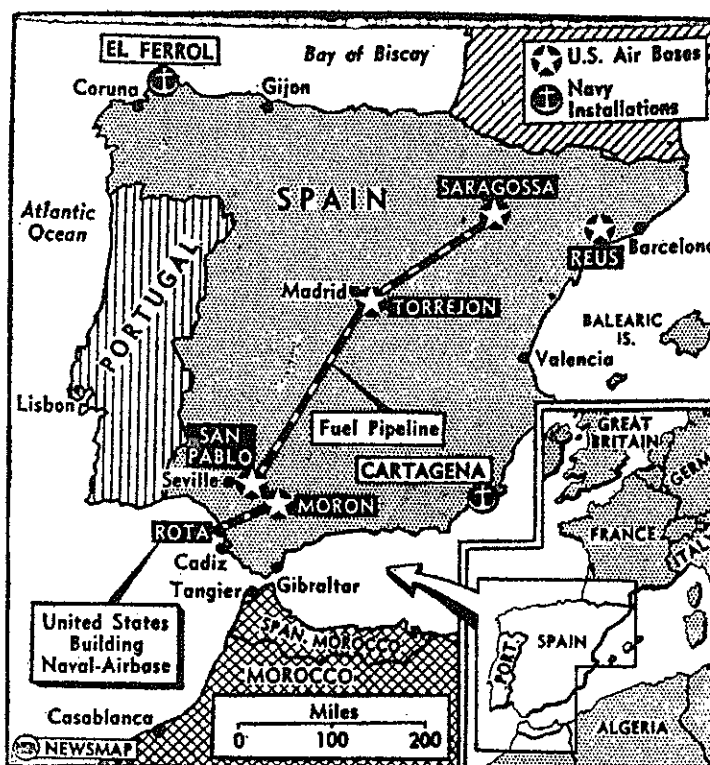 EL FERROL
Bay of Biscay
U.S. Air Bases
Navy
Installations
Coruna
Gijon
SARAGOSSA
SPAIN
Atlantic
Ocean
REUS
Barcelona
PORTUGAL
Madrid
TORREJON
BALEARIC
IS.
Valencia
Lisbon
Fuel Pipeline
SAN
PABLO
Seville
CARTAGENA
GREAT
BRITAIN
GERM
MORON
ROTA
FRANCE
ITALY
Cadiz
Tangier
Gibraltar
United States
Building
Naval-Airbase
SPAN. MOROCCO
SPAIN
PORT.
MOROCCO
Miles
0 100 200
Casablanca
ALGERIA
NEWSMAP